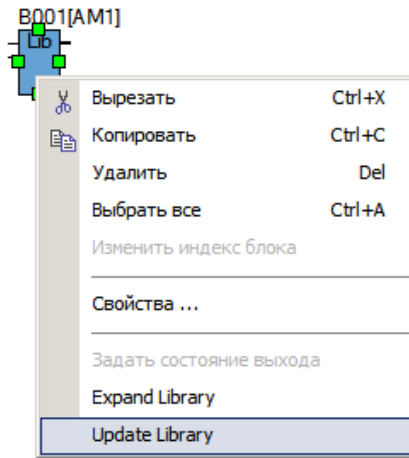 B001[AM1]
Lib
Вырезать Ctrl+X
Копировать Ctrl+C
Удалить Del
Выбрать все Ctrl+A
Изменить индекс блока
Свойства ...
Задать состояние выхода
Expand Library
Update Library